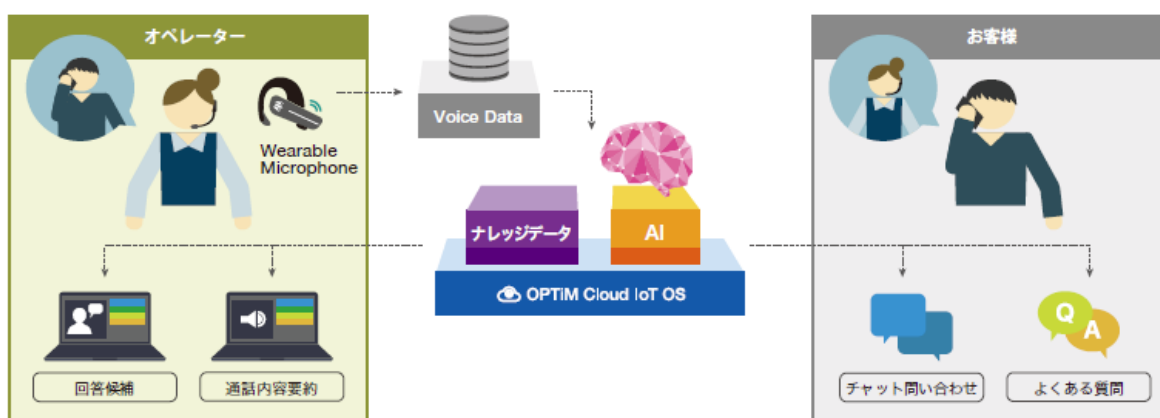 オペレーター
Wearable
Microphone
回答候補
通話内容要約
Voice Data
ナレッジデータ
AI
OPTiM Cloud IoT OS
お客様
Q
A
チャット問い合わせ
よくある質問